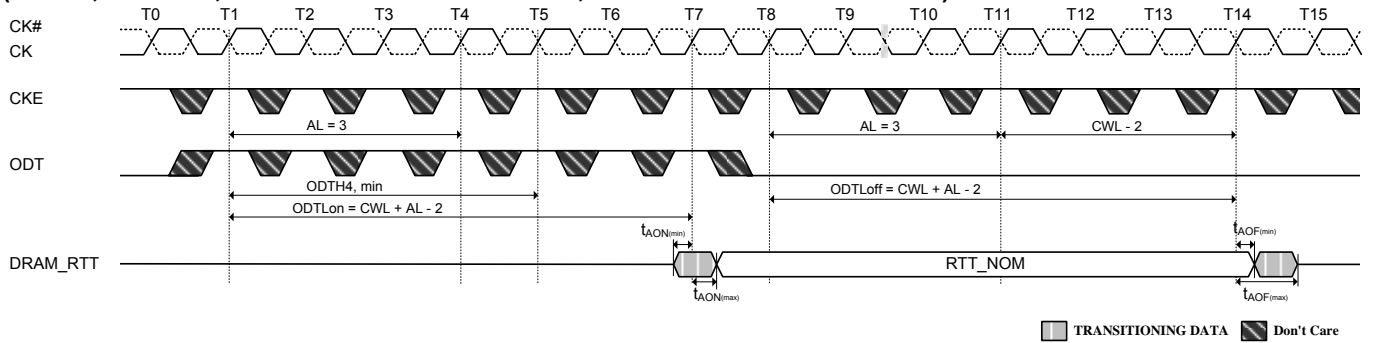 T0 T1 T2 T3 T4 T5 T6 T7 T8 T9 T10 T11 T12 T13 T14 T15
CK#
CK
CKE
AL = 3
AL = 3
CWL - 2
ODT
ODTH4, min
ODTLoff = CWL + AL - 2
ODTLon = CWL + AL - 2
tAON(min)
tAOF(min)
DRAM_RTT
RTT_NOM
tAON(max)
tAOF(max)
TRANSITIONING DATA
Don't Care